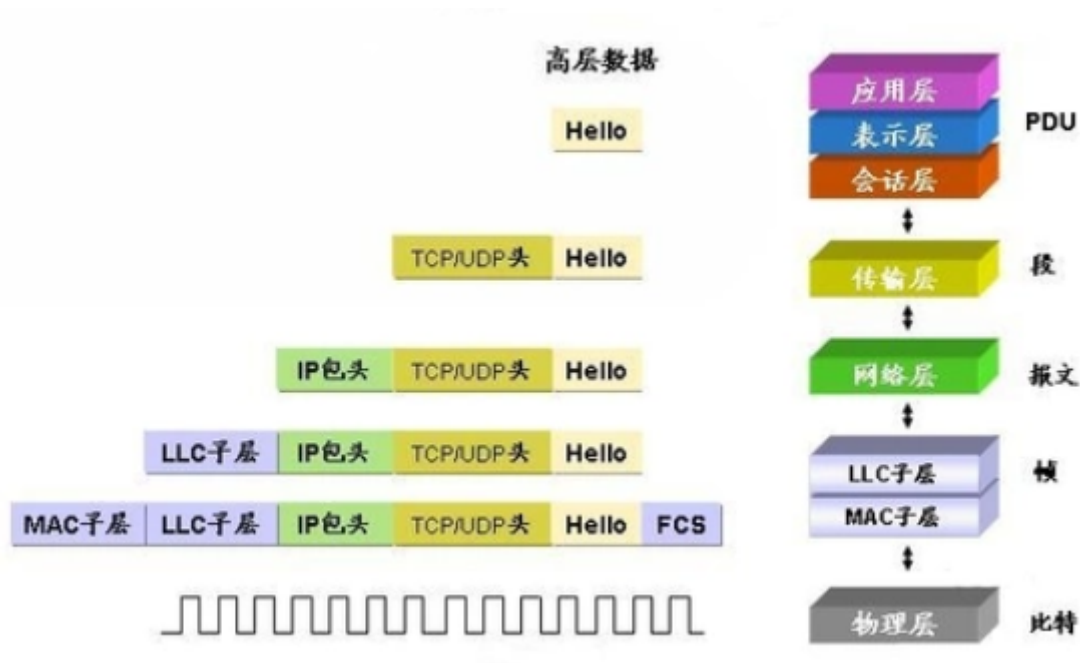 高层数据
应用层
Hello
PDU
表示层
会话层
TCP/UDP头 Hello
传输层
段
IP包头 TCP/UDP头 Hello
网络层
报文
LLC子层 IP包头 TCP/UDP头 Hello
LLC子层
帧
MAC子层 LLC子层 IP包头 TCP/UDP头 Hello FCS
MAC子层
物理层
比特